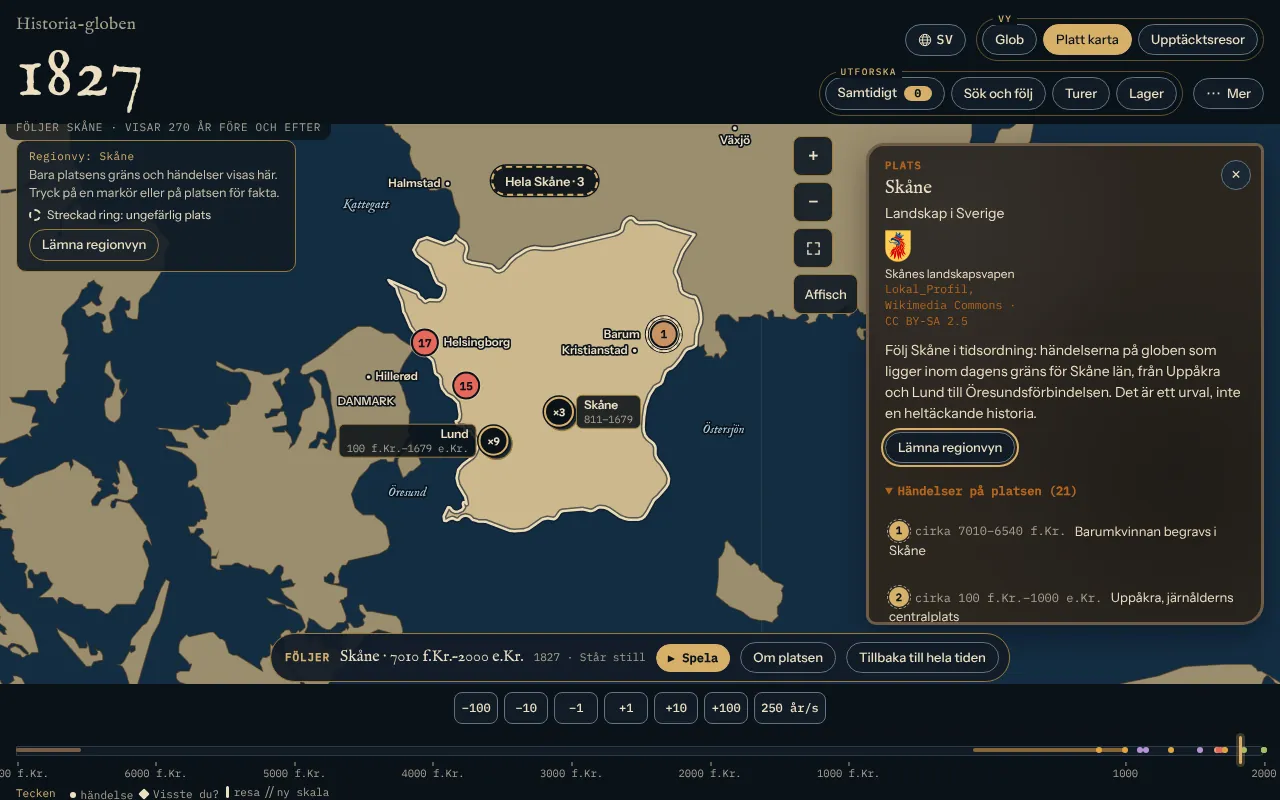 Historia-globen
1827
FÖLJER SKÅNE · VISAR 270 ÅR FÖRE OCH EFTER
SV
VY
Glob
Platt karta
Upptäcktsresor
UTFORSKA
Samtidigt 0
Sök och följ
Turer
Lager
··· Mer
Regionvy: Skåne
Bara platsens gräns och händelser visas här.
Tryck på en markör eller på platsen för fakta.
Streckad ring: ungefärlig plats
Lämna regionvyn
Växjö
Halmstad
Hela Skåne · 3
Kattegatt
17
Helsingborg
Barum
1
Kristianstad
Hillerød
15
DANMARK
×3
Skåne
811–1679
Lund
100 f.Kr.–1679 e.Kr.
×9
Östersjön
Öresund
+
−
Affisch
PLATS
Skåne
×
Landskap i Sverige
Skånes landskapsvapen
Lokal_Profil,
Wikimedia Commons ·
CC BY-SA 2.5
Följ Skåne i tidsordning: händelserna på globen som
ligger inom dagens gräns för Skåne län, från Uppåkra
och Lund till Öresundsförbindelsen. Det är ett urval, inte
en heltäckande historia.
Lämna regionvyn
▼ Händelser på platsen (21)
1 cirka 7010–6540 f.Kr. Barumkvinnan begravs i
Skåne
2 cirka 100 f.Kr.–1000 e.Kr. Uppåkra, järnålderns
centralplats
FÖLJER Skåne · 7010 f.Kr.–2000 e.Kr. 1827 · Står still ▶ Spela Om platsen Tillbaka till hela tiden
−100 −10 −1 +1 +10 +100 250 år/s
00 f.Kr. 6000 f.Kr. 5000 f.Kr. 4000 f.Kr. 3000 f.Kr. 2000 f.Kr. 1000 f.Kr. 1000 2000
Tecken händelse Visste du? resa // ny skala